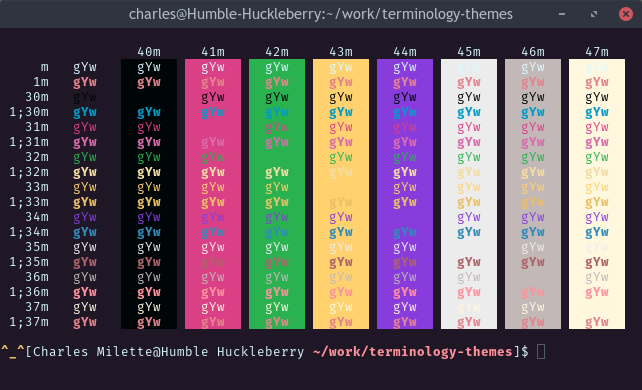 charles@Humble-Huckleberry:~/work/terminology-themes
40m 41m 42m 43m 44m 45m 46m 47m
m gYw gYw gYw gYw gYw gYw gYw gYw gYw
1m gYw gYw gYw gYw gYw gYw gYw gYw gYw
30m gYw gYw gYw gYw gYw gYw gYw gYw
1;30m gYw gYw gYw gYw gYw gYw gYw gYw gYw
31m gYw gYw gYw gYw gYw gYw gYw gYw
1;31m gYw gYw gYw gYw gYw gYw gYw gYw gYw
32m gYw gYw gYw gYw gYw gYw gYw gYw
1;32m gYw gYw gYw gYw gYw gYw gYw gYw gYw
33m gYw gYw gYw gYw gYw gYw gYw gYw
1;33m gYw gYw gYw gYw gYw gYw gYw gYw gYw
34m gYw gYw gYw gYw gYw gYw gYw gYw
1;34m gYw gYw gYw gYw gYw gYw gYw gYw gYw
35m gYw gYw gYw gYw gYw gYw gYw gYw
1;35m gYw gYw gYw gYw gYw gYw gYw gYw gYw
36m gYw gYw gYw gYw gYw gYw gYw gYw
1;36m gYw gYw gYw gYw gYw gYw gYw gYw gYw
37m gYw gYw gYw gYw gYw gYw gYw gYw
1;37m gYw gYw gYw gYw gYw gYw gYw gYw gYw
^_^[Charles Milette@Humble Huckleberry ~/work/terminology-themes]$